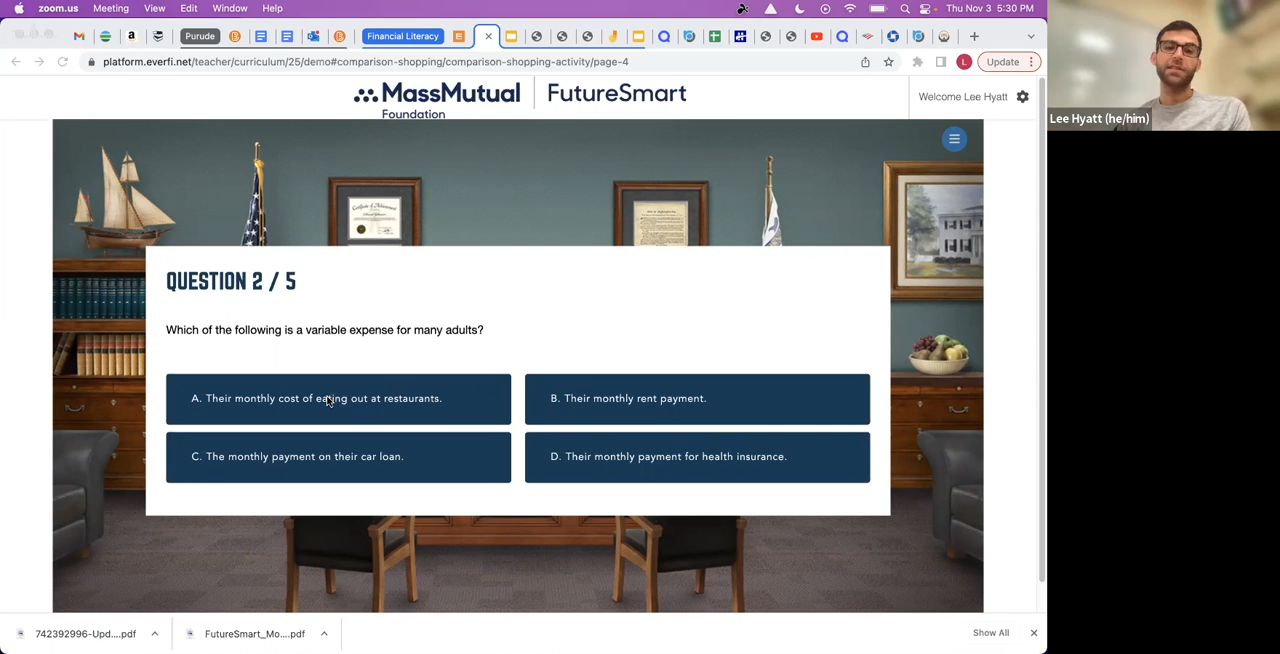 zoom.us Meeting View Edit Window Help Thu Nov 3 5:30 PM
Purude Financial Literacy
platform.everfi.net/teacher/curriculum/25/demo#comparison-shopping/comparison-shopping-activity/page-4 L Update
MassMutual FutureSmart
Foundation
Welcome Lee Hyatt
Lee Hyatt (he/him)
QUESTION 2 / 5
Which of the following is a variable expense for many adults?
A. Their monthly cost of eating out at restaurants.
B. Their monthly rent payment.
C. The monthly payment on their car loan.
D. Their monthly payment for health insurance.
742392996-Upd....pdf FutureSmart_Mo....pdf Show All